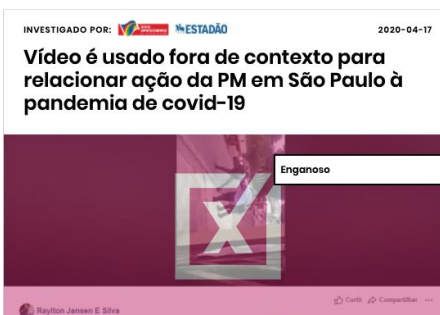 INVESTIGADO POR: ESTADÃO 2020-04-17
Vídeo é usado fora de contexto para
relacionar ação da PM em São Paulo à
pandemia de covid-19
Enganoso
Curtir Compartilhar
Raylton Jansen E Silva